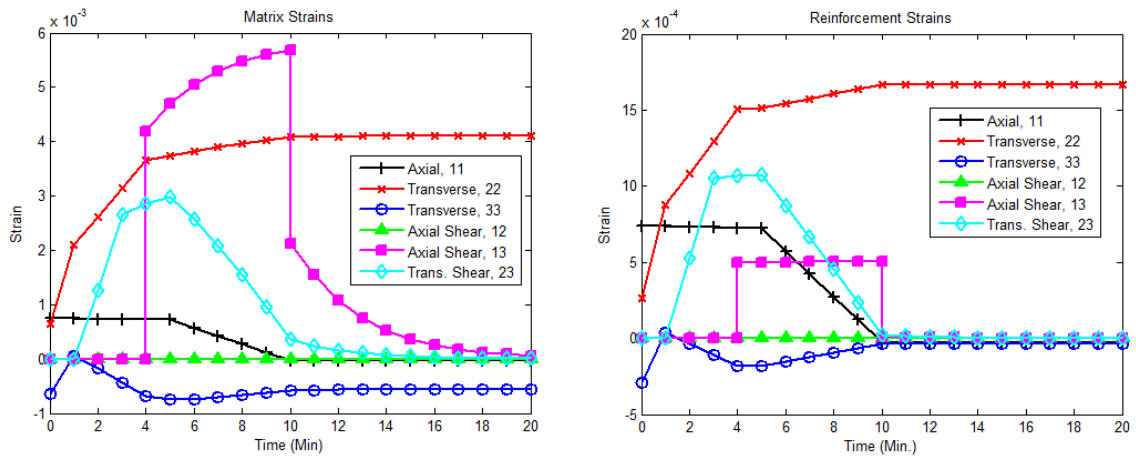 Matrix Strains
x 10⁻³
6
5
4
3
2
1
0
-1
Strain
0 2 4 6 8 10 12 14 16 18 20
Time (Min)
Axial, 11
Transverse, 22
Transverse, 33
Axial Shear, 12
Axial Shear, 13
Trans. Shear, 23
Reinforcement Strains
x 10⁻⁴
20
15
10
5
0
-5
Strain
0 2 4 6 8 10 12 14 16 18 20
Time (Min.)
Axial, 11
Transverse, 22
Transverse, 33
Axial Shear, 12
Axial Shear, 13
Trans. Shear, 23